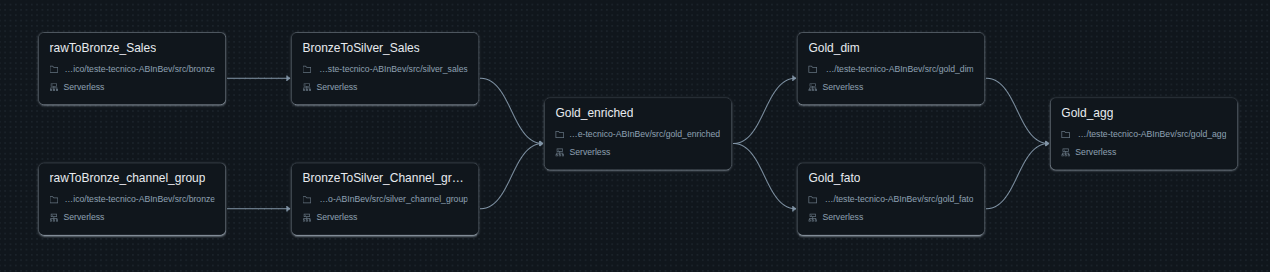 rawToBronze_Sales
...ico/teste-tecnico-ABInBev/src/bronze
Serverless
BronzeToSilver_Sales
...ste-tecnico-ABInBev/src/silver_sales
Serverless
rawToBronze_channel_group
...ico/teste-tecnico-ABInBev/src/bronze
Serverless
BronzeToSilver_Channel_gr...
...o-ABInBev/src/silver_channel_group
Serverless
Gold_enriched
...e-tecnico-ABInBev/src/gold_enriched
Serverless
Gold_dim
.../teste-tecnico-ABInBev/src/gold_dim
Serverless
Gold_fato
.../teste-tecnico-ABInBev/src/gold_fato
Serverless
Gold_agg
.../teste-tecnico-ABInBev/src/gold_agg
Serverless